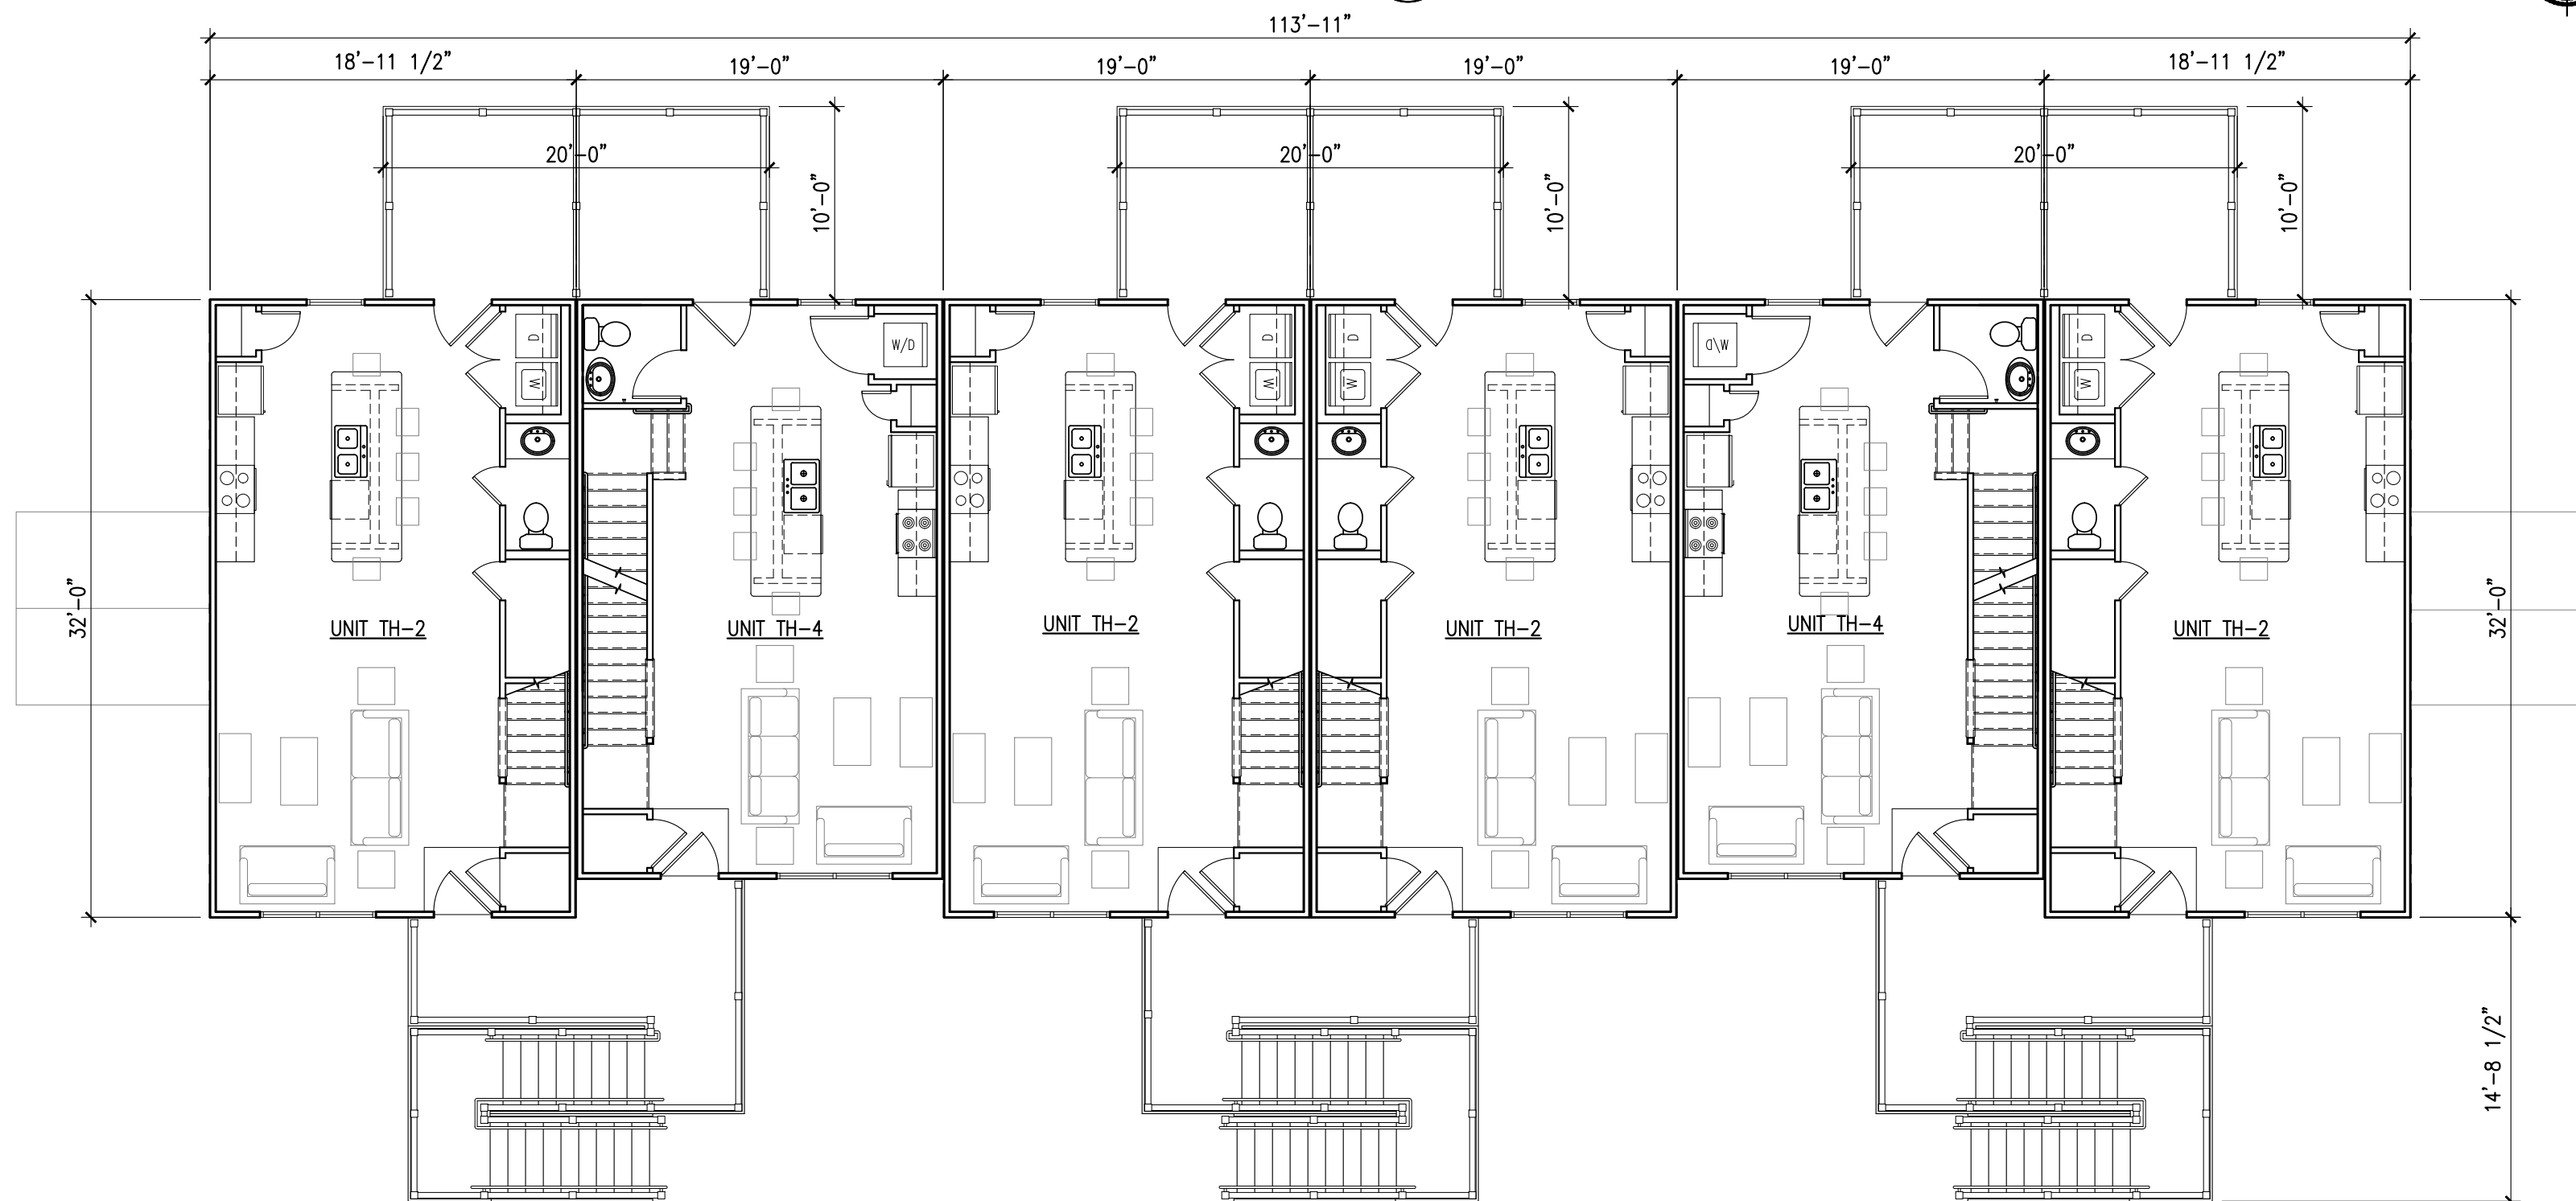 113'-11"
18'-11 1/2"
19'-0"
19'-0"
19'-0"
19'-0"
18'-11 1/2"
20'-0"
20'-0"
20'-0"
10'-0"
10'-0"
10'-0"
D
W/D
D
D
W/D
D
W
W
W
W
32'-0"
32'-0"
UNIT TH-2
UNIT TH-4
UNIT TH-2
UNIT TH-2
UNIT TH-4
UNIT TH-2
14'-8 1/2"